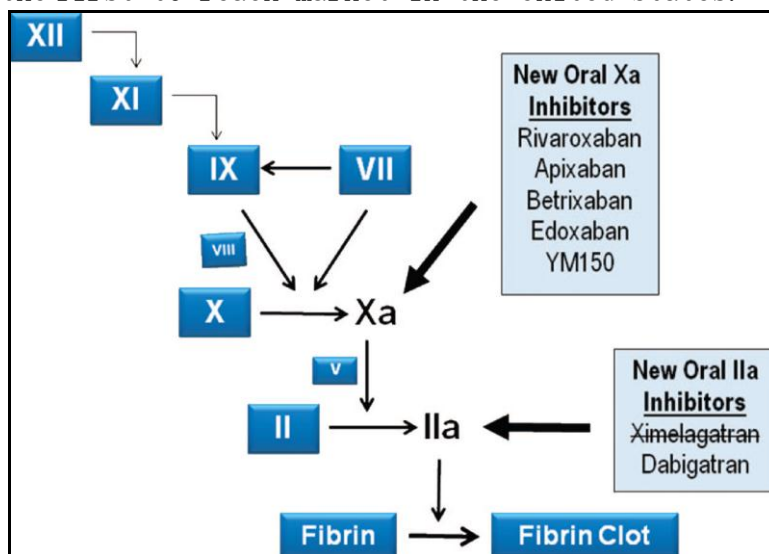 XII
XI
IX
VII
VIII
X
Xa
V
II
IIa
Fibrin
Fibrin Clot
New Oral Xa
Inhibitors
Rivaroxaban
Apixaban
Betrixaban
Edoxaban
YM150
New Oral IIa
Inhibitors
Ximelagatran
Dabigatran